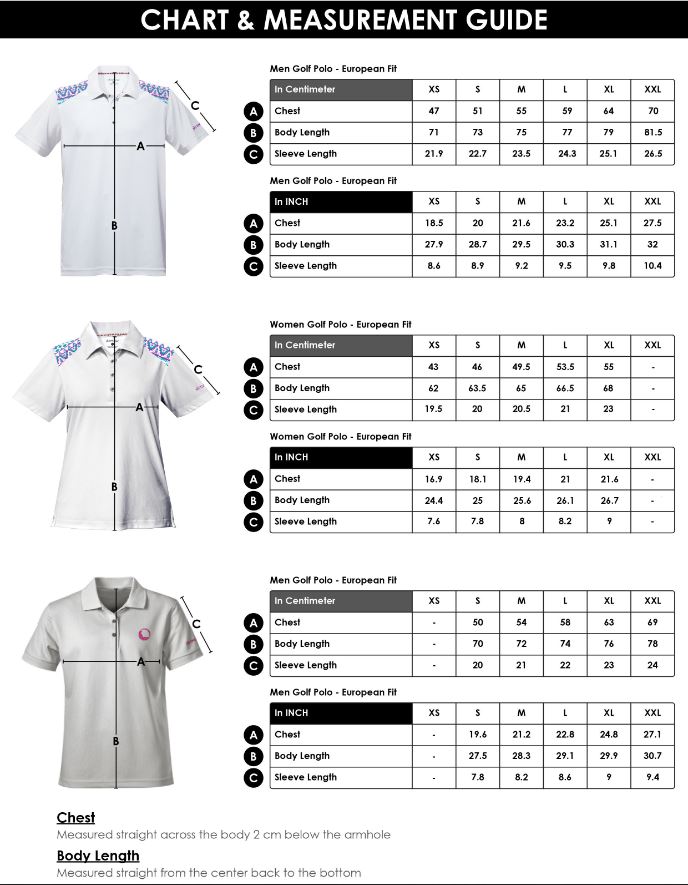 CHART & MEASUREMENT GUIDE
Men Golf Polo - European Fit
In Centimeter XS S M L XL XXL
A Chest 47 51 55 59 64 70
B Body Length 71 73 75 77 79 81.5
C Sleeve Length 21.9 22.7 23.5 24.3 25.1 26.5
C
A
B
Men Golf Polo - European Fit
In INCH XS S M L XL XXL
A Chest 18.5 20 21.6 23.2 25.1 27.5
B Body Length 27.9 28.7 29.5 30.3 31.1 32
C Sleeve Length 8.6 8.9 9.2 9.5 9.8 10.4
Women Golf Polo - European Fit
In Centimeter XS S M L XL XXL
A Chest 43 46 49.5 53.5 55 -
B Body Length 62 63.5 65 66.5 68 -
C Sleeve Length 19.5 20 20.5 21 23 -
C
A
B
Women Golf Polo - European Fit
In INCH XS S M L XL XXL
A Chest 16.9 18.1 19.4 21 21.6 -
B Body Length 24.4 25 25.6 26.1 26.7 -
C Sleeve Length 7.6 7.8 8 8.2 9 -
Men Golf Polo - European Fit
In Centimeter XS S M L XL XXL
A Chest - 50 54 58 63 69
B Body Length - 70 72 74 76 78
C Sleeve Length - 20 21 22 23 24
C
A
B
Men Golf Polo - European Fit
In INCH XS S M L XL XXL
A Chest - 19.6 21.2 22.8 24.8 27.1
B Body Length - 27.5 28.3 29.1 29.9 30.7
C Sleeve Length - 7.8 8.2 8.6 9 9.4
Chest
Measured straight across the body 2 cm below the armhole
Body Length
Measured straight from the center back to the bottom